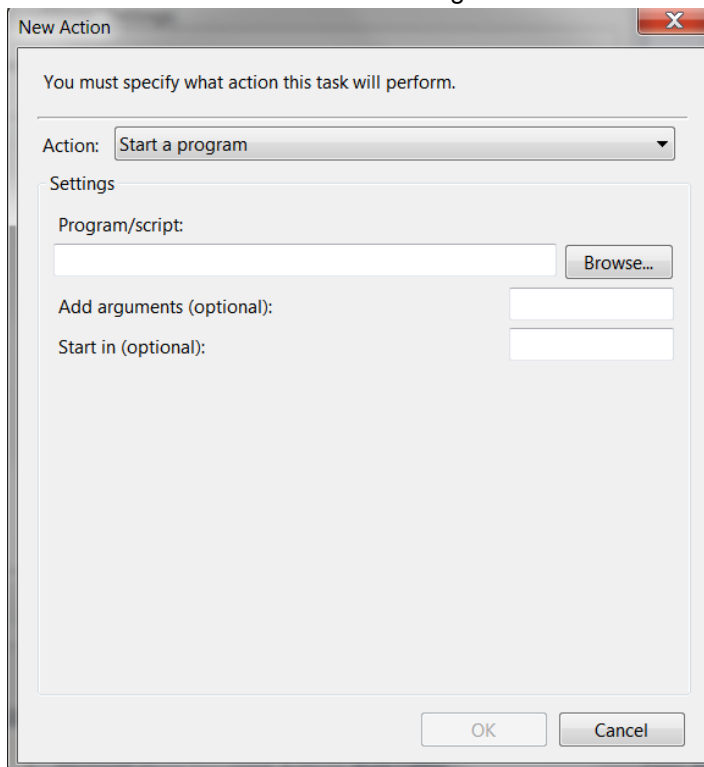 New Action
You must specify what action this task will perform.
Action: Start a program
Settings
Program/script:
Browse...
Add arguments (optional):
Start in (optional):
OK Cancel